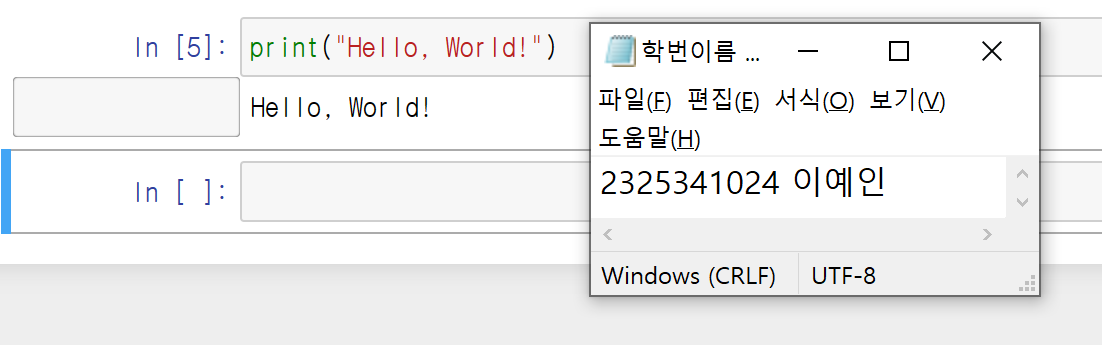 In [5]: print("Hello, World!")
Hello, World!
In [ ]:
학번이름 ...
파일(F) 편집(E) 서식(O) 보기(V)
도움말(H)
2325341024 이예인
Windows (CRLF) UTF-8